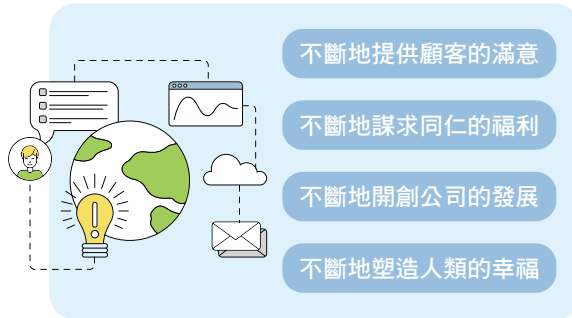 不斷地提供顧客的滿意
不斷地謀求同仁的福利
不斷地開創公司的發展
不斷地塑造人類的幸福